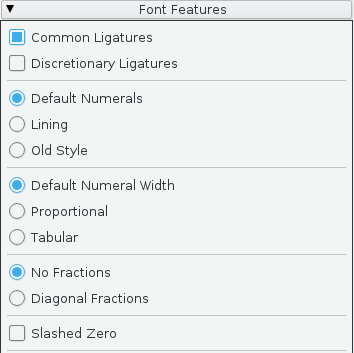 Font Features
Common Ligatures
Discretionary Ligatures
Default Numerals
Lining
Old Style
Default Numeral Width
Proportional
Tabular
No Fractions
Diagonal Fractions
Slashed Zero